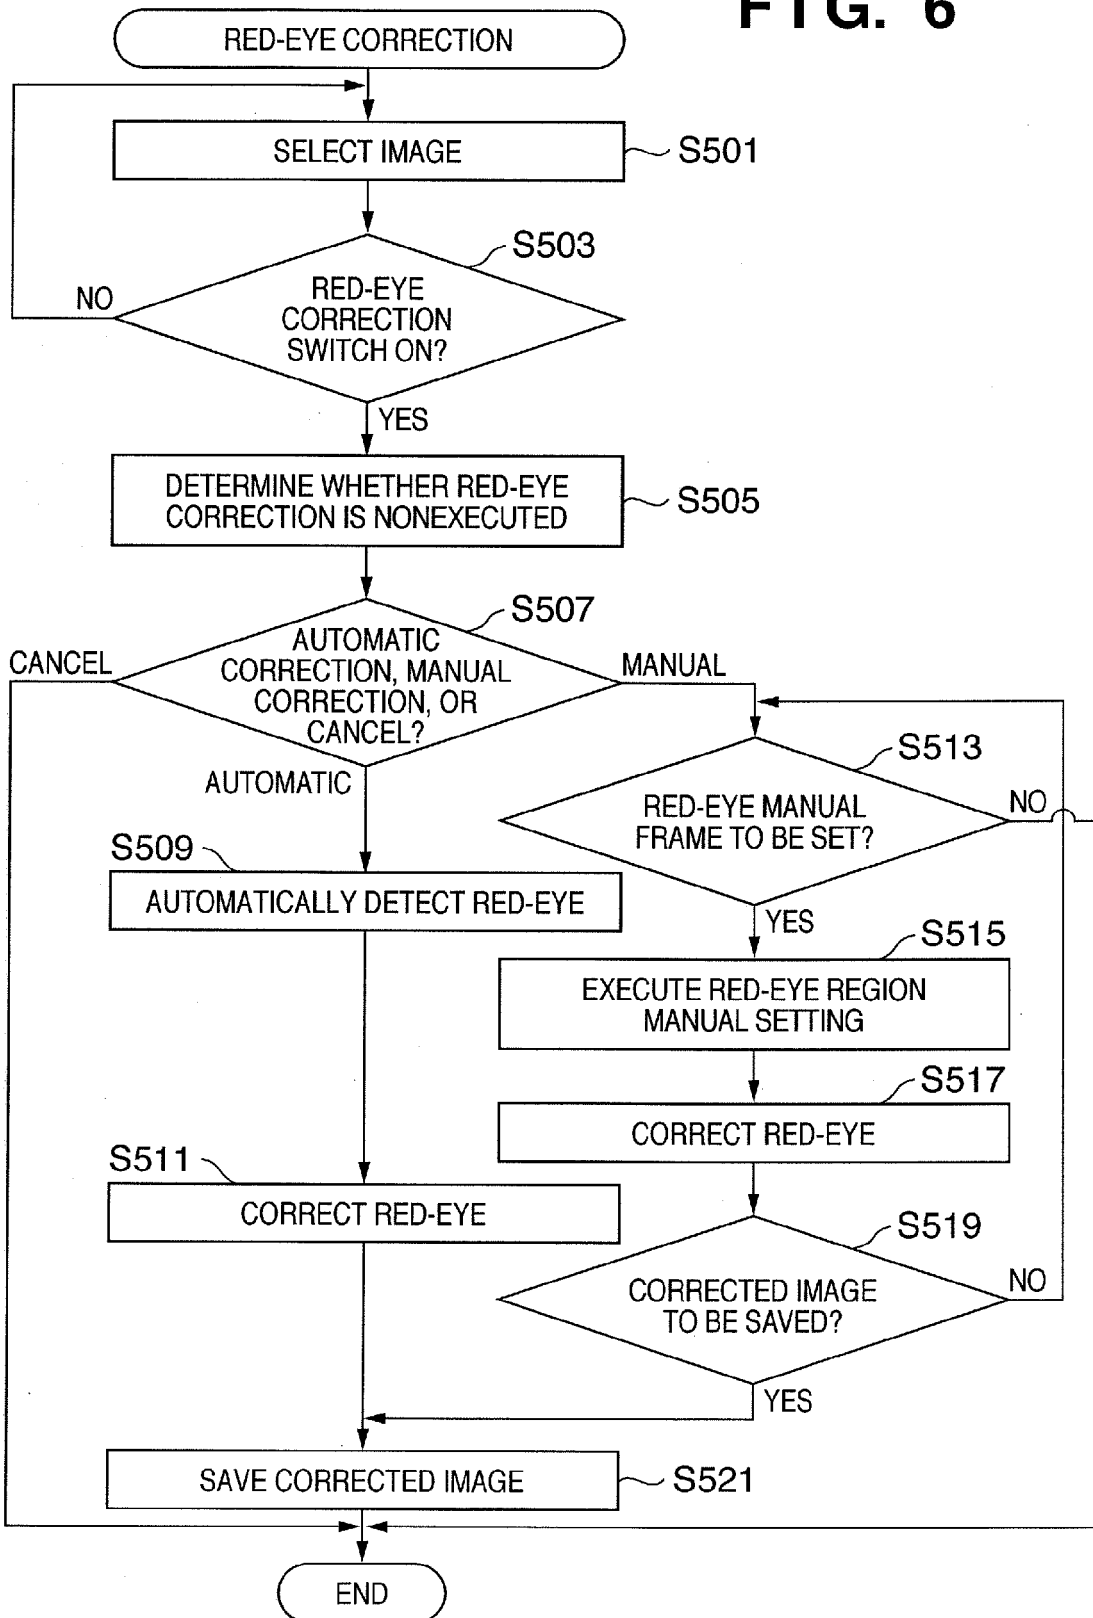 FIG. 6
RED-EYE CORRECTION
SELECT IMAGE
S501
S503
RED-EYE
CORRECTION
SWITCH ON?
NO
YES
DETERMINE WHETHER RED-EYE
CORRECTION IS NONEXECUTED
S505
S507
AUTOMATIC
CORRECTION, MANUAL
CORRECTION, OR
CANCEL?
CANCEL
MANUAL
AUTOMATIC
S513
RED-EYE MANUAL
FRAME TO BE SET?
NO
YES
S509
AUTOMATICALLY DETECT RED-EYE
S515
EXECUTE RED-EYE REGION
MANUAL SETTING
S517
CORRECT RED-EYE
S511
CORRECT RED-EYE
S519
CORRECTED IMAGE
TO BE SAVED?
NO
YES
SAVE CORRECTED IMAGE
S521
END